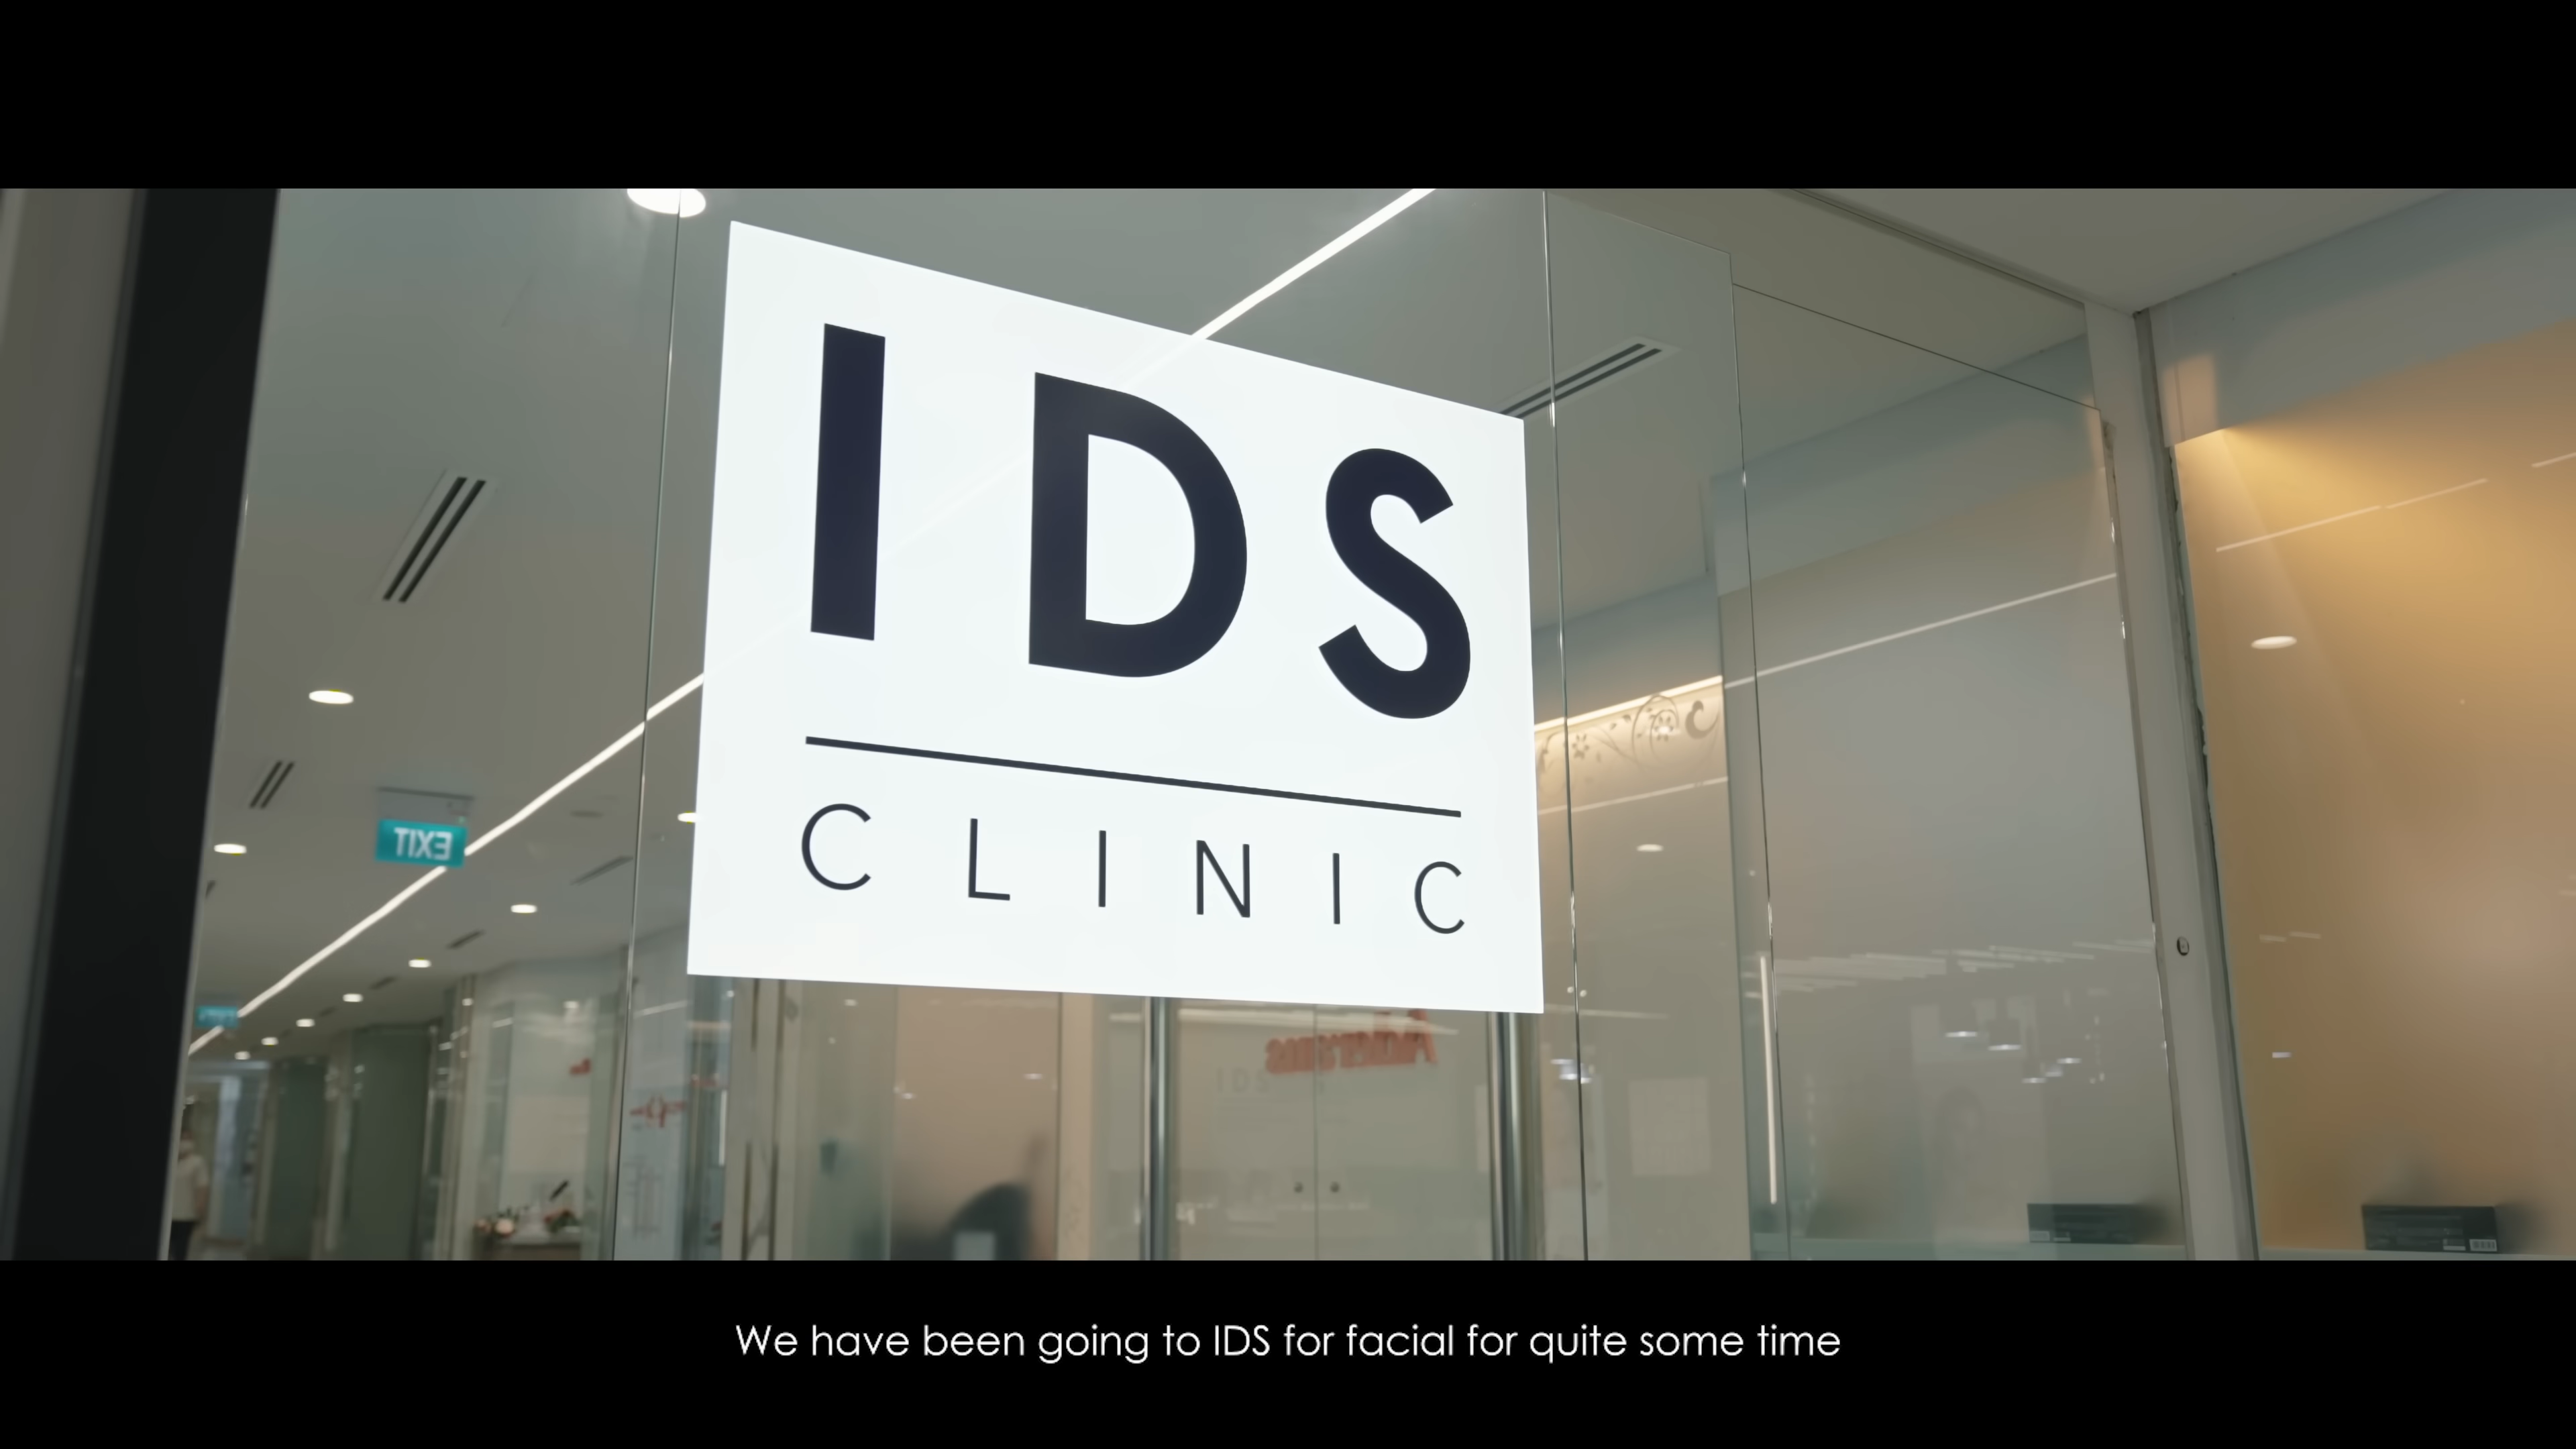 IDS
CLINIC
EXIT
We have been going to IDS for facial for quite some time